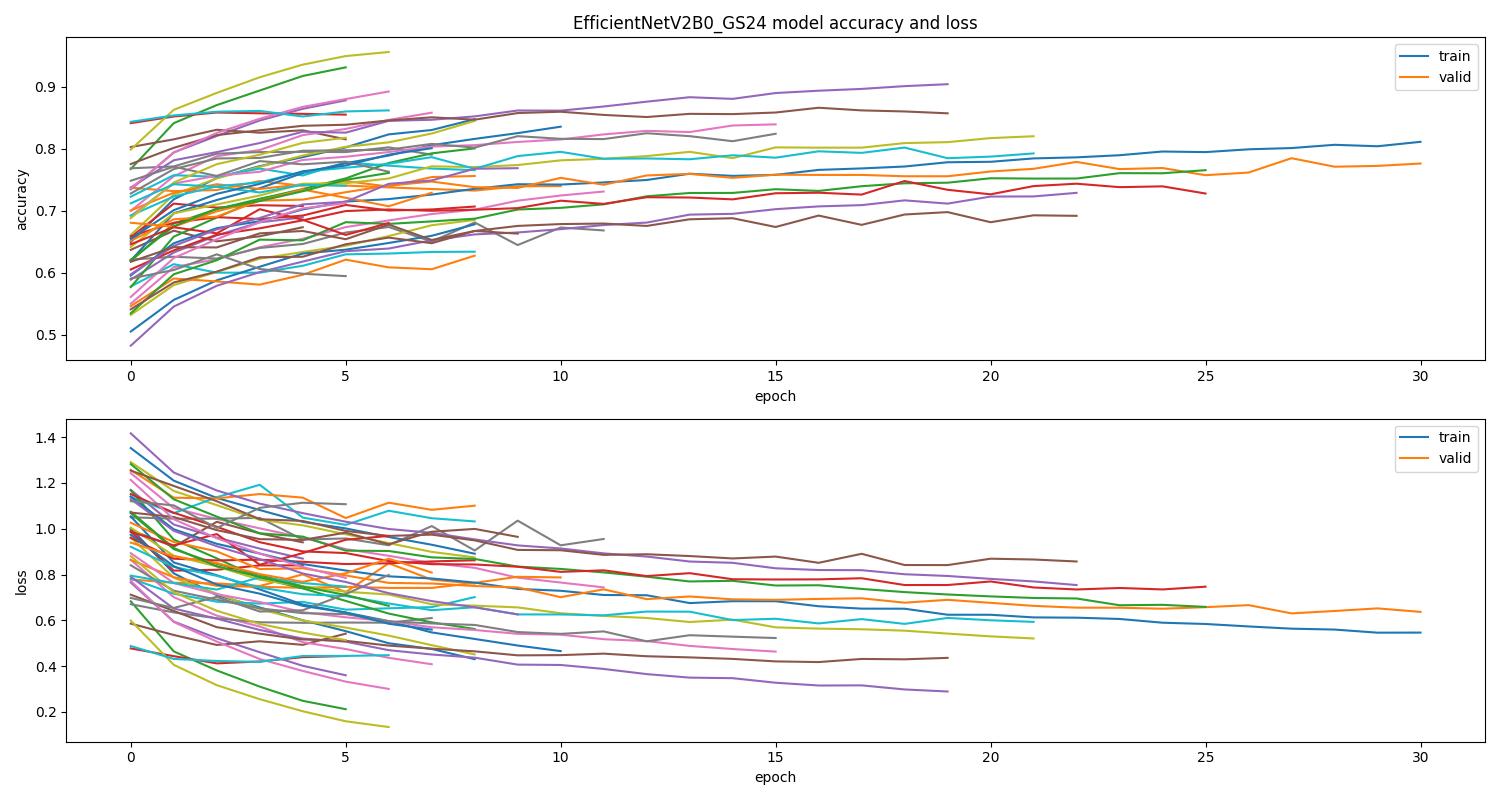 EfficientNetV2B0_GS24 model accuracy and loss
accuracy
0.9
0.8
0.7
0.6
0.5
train
valid
0 5 10 15 20 25 30
epoch
loss
1.4
1.2
1.0
0.8
0.6
0.4
0.2
train
valid
0 5 10 15 20 25 30
epoch